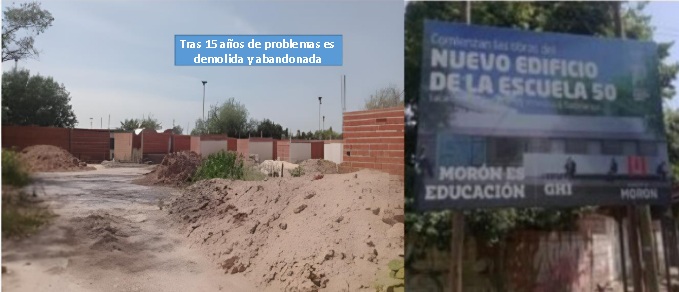 Tras 15 años de problemas es
demolida y abandonada
Comienzan las obras del
NUEVO EDIFICIO
DE LA ESCUELA 50
MORÓN ES
EDUCACIÓN
GHI
MORÓN